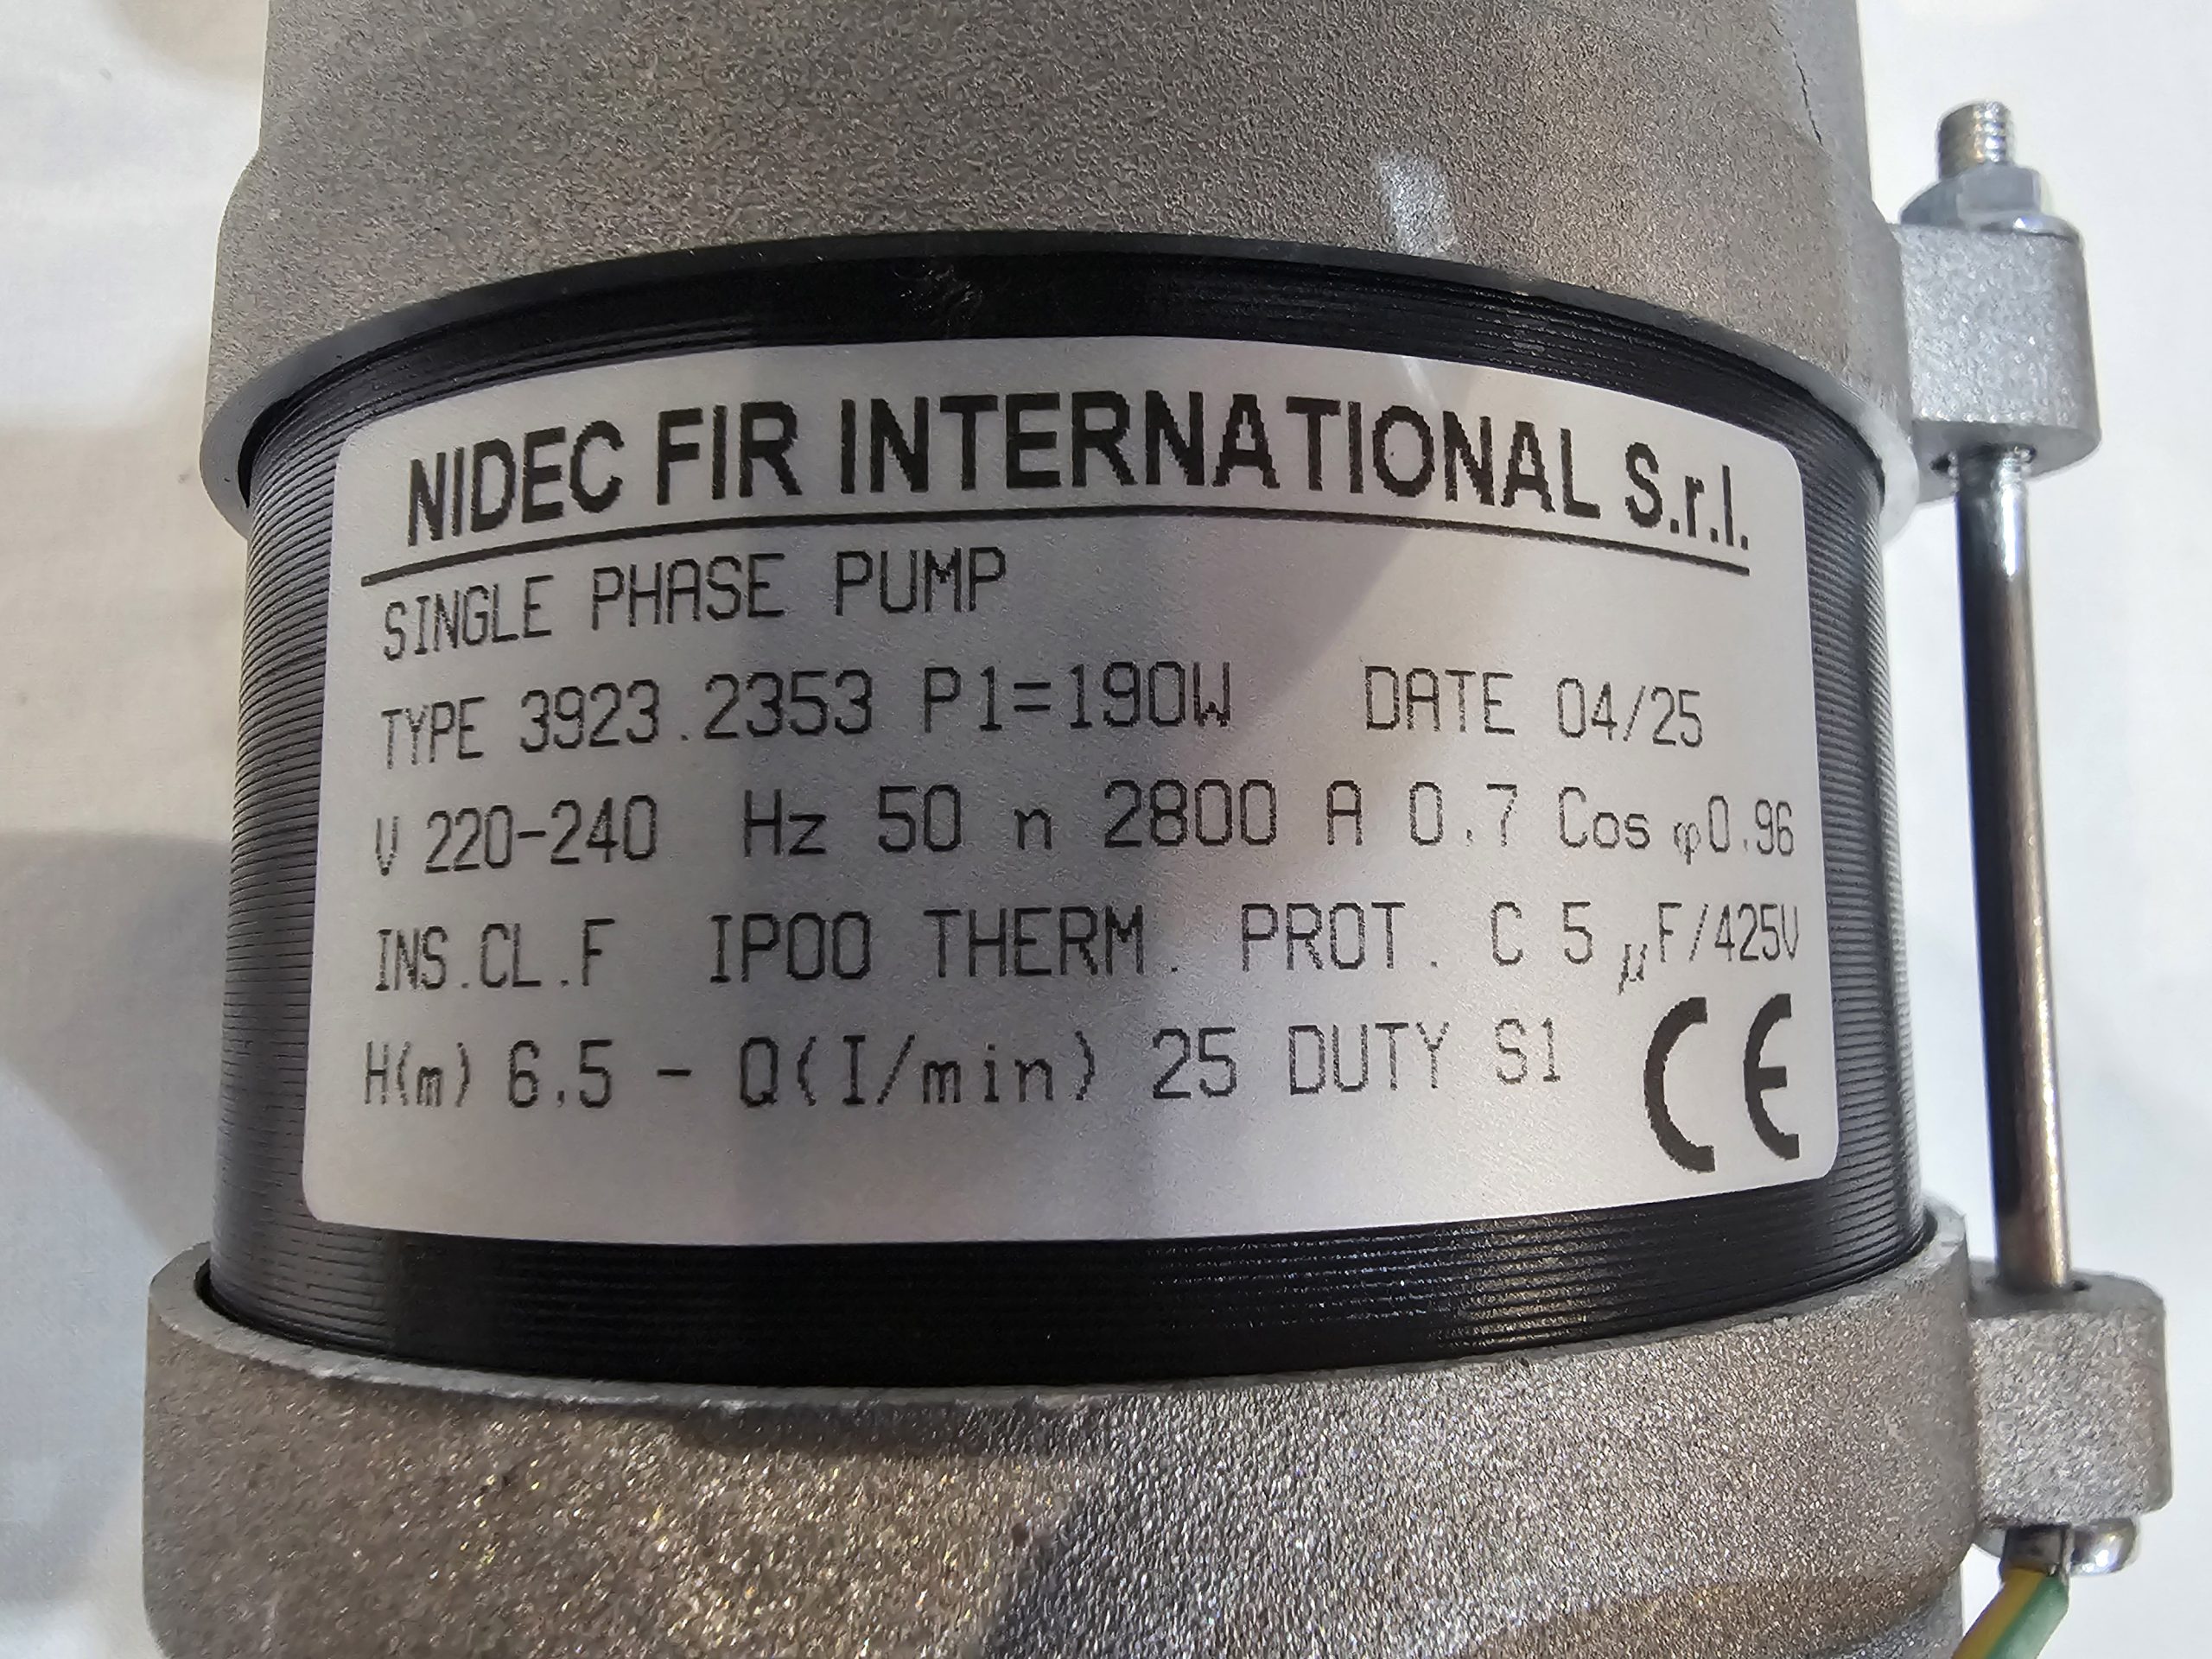 NIDEC FIR INTERNATIONAL S.r.l.
SINGLE PHASE PUMP
TYPE 3923.2353 P1=190W DATE 04/25
V 220-240 Hz 50 n 2800 A 0.7 Cos φ0.96
INS.CL.F IP00 THERM. PROT. C 5 µF/425V
H(m) 6.5 - Q(I/min) 25 DUTY S1 CE